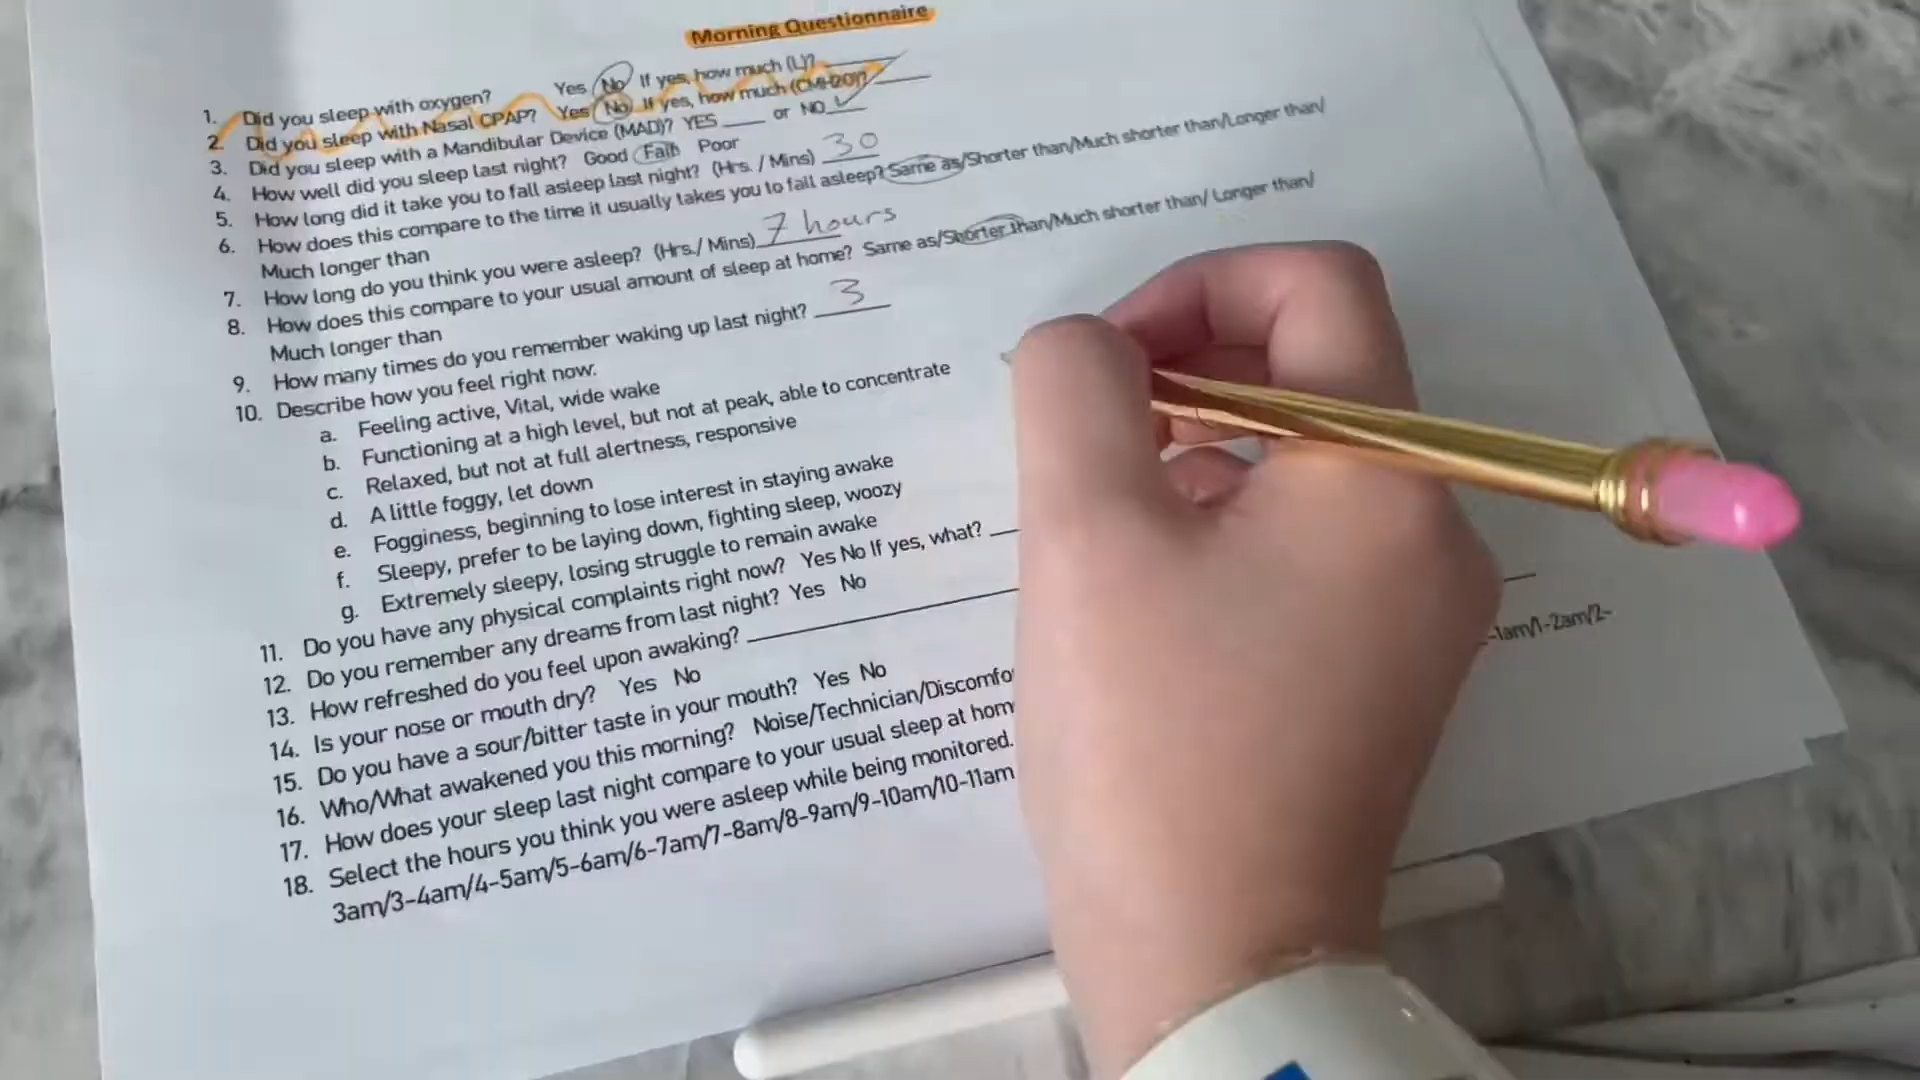 Morning Questionnaire
1. Did you sleep with oxygen? Yes No If yes, how much (L)?
2. Did you sleep with Nasal CPAP? Yes No If yes, how much (CMH2O)?
3. Did you sleep with a Mandibular Device (MAD)? YES ____ or NO ____
4. How well did you sleep last night? Good Fair Poor
5. How long did it take you to fall asleep last night? (Hrs. / Mins) 30
6. How does this compare to the time it usually takes you to fall asleep? Same as/Shorter than/Much shorter than/Longer than/
Much longer than
7. How long do you think you were asleep? (Hrs./ Mins) 7 hours
8. How does this compare to your usual amount of sleep at home? Same as/Shorter than/Much shorter than/ Longer than/
Much longer than
9. How many times do you remember waking up last night? 3
10. Describe how you feel right now:
a. Feeling active, Vital, wide wake
b. Functioning at a high level, but not at peak, able to concentrate
c. Relaxed, but not at full alertness, responsive
d. A little foggy, let down
e. Fogginess, beginning to lose interest in staying awake
f. Sleepy, prefer to be laying down, fighting sleep, woozy
g. Extremely sleepy, losing struggle to remain awake
11. Do you have any physical complaints right now? Yes No If yes, what?
12. Do you remember any dreams from last night? Yes No
13. How refreshed do you feel upon awaking?
14. Is your nose or mouth dry? Yes No
15. Do you have a sour/bitter taste in your mouth? Yes No
16. Who/What awakened you this morning? Noise/Technician/Discomfo
17. How does your sleep last night compare to your usual sleep at hom
18. Select the hours you think you were asleep while being monitored. -1am/1-2am/2-
3am/3-4am/4-5am/5-6am/6-7am/7-8am/8-9am/9-10am/10-11am